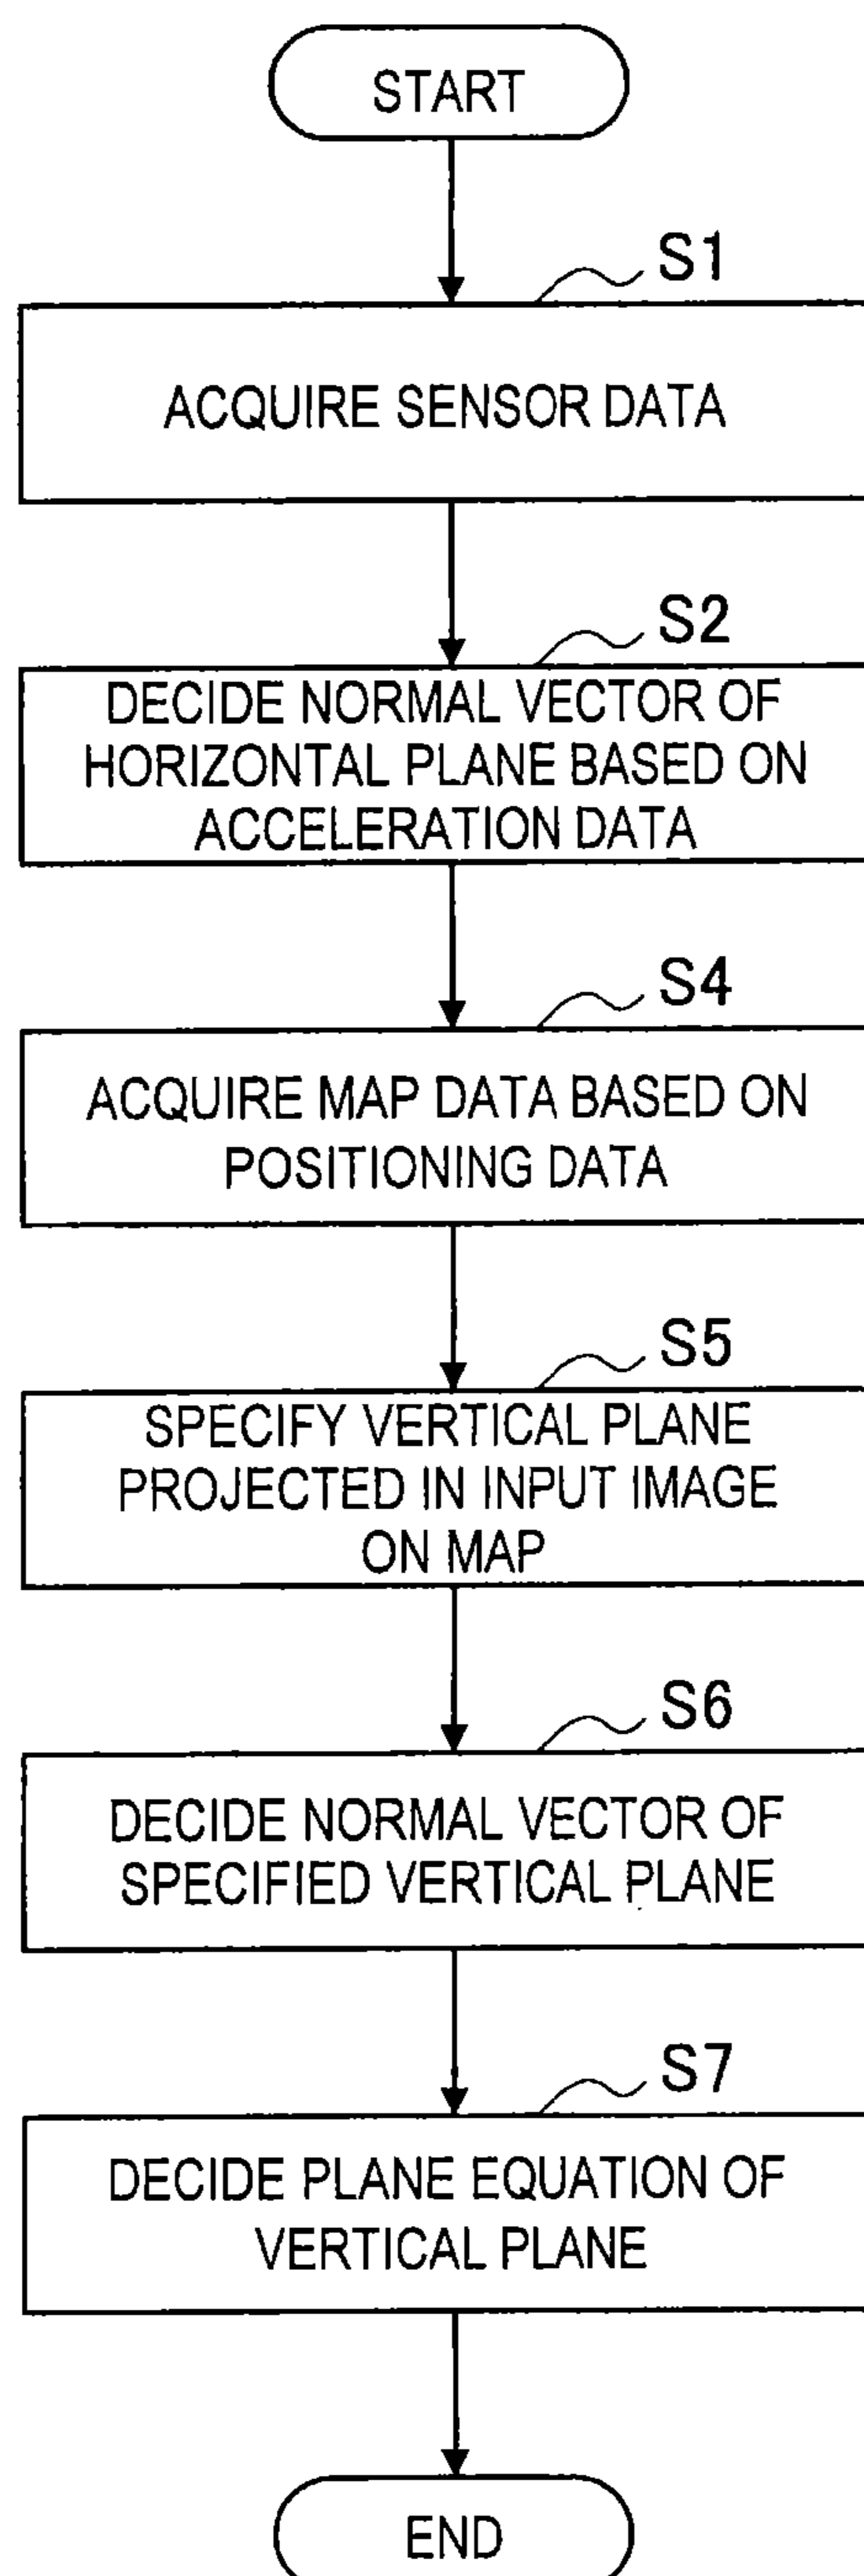 START
S1
ACQUIRE SENSOR DATA
S2
DECIDE NORMAL VECTOR OF
HORIZONTAL PLANE BASED ON
ACCELERATION DATA
S4
ACQUIRE MAP DATA BASED ON
POSITIONING DATA
S5
SPECIFY VERTICAL PLANE
PROJECTED IN INPUT IMAGE
ON MAP
S6
DECIDE NORMAL VECTOR OF
SPECIFIED VERTICAL PLANE
S7
DECIDE PLANE EQUATION OF
VERTICAL PLANE
END